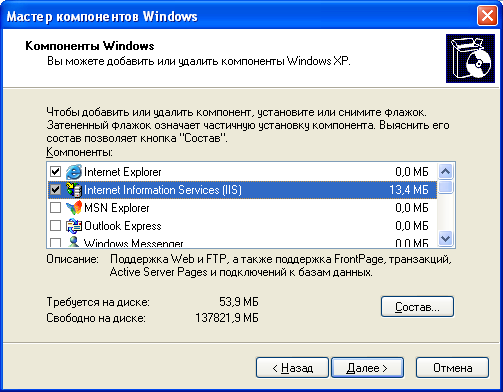 Мастер компонентов Windows
Компоненты Windows
Вы можете добавить или удалить компоненты Windows XP.
Чтобы добавить или удалить компонент, установите или снимите флажок.
Затененный флажок означает частичную установку компонента. Выяснить его
состав позволяет кнопка "Состав".
Компоненты:
Internet Explorer 0,0 МБ
Internet Information Services (IIS) 13,4 МБ
MSN Explorer 0,0 МБ
Outlook Express 0,0 МБ
Windows Messenger 0,0 МБ
Описание: Поддержка Web и FTP, а также поддержка FrontPage, транзакций,
Active Server Pages и подключений к базам данных.
Требуется на диске: 53,9 МБ
Свободно на диске: 137821,9 МБ
Состав...
< Назад
Далее >
Отмена